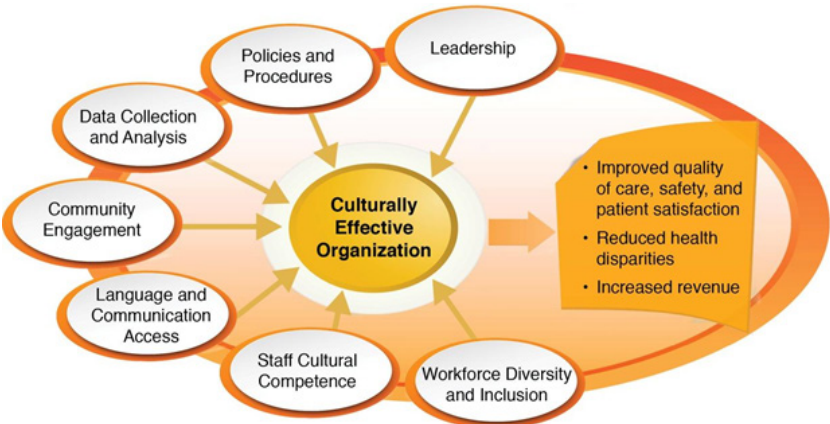 Leadership
Policies and
Procedures
Data Collection
and Analysis
Community
Engagement
Language and
Communication
Access
Staff Cultural
Competence
Workforce Diversity
and Inclusion
Culturally
Effective
Organization
• Improved quality
of care, safety, and
patient satisfaction
• Reduced health
disparities
• Increased revenue